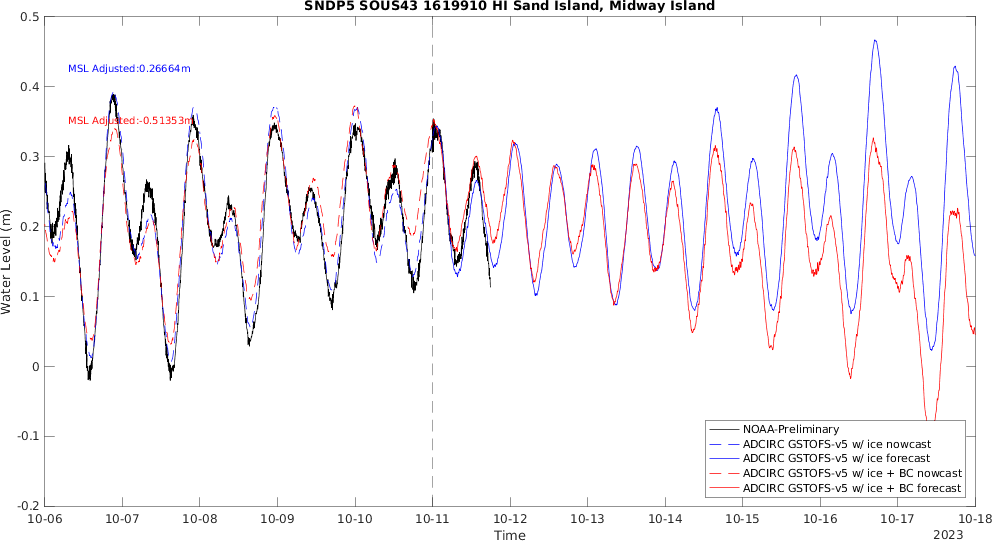 SNDP5 SOUS43 1619910 HI Sand Island, Midway Island
MSL Adjusted:0.26664m
MSL Adjusted:-0.51353m
Water Level (m)
0.5
0.4
0.3
0.2
0.1
0
-0.1
-0.2
10-06 10-07 10-08 10-09 10-10 10-11 10-12 10-13 10-14 10-15 10-16 10-17 10-18
Time
2023
NOAA-Preliminary
ADCIRC GSTOFS-v5 w/ ice nowcast
ADCIRC GSTOFS-v5 w/ ice forecast
ADCIRC GSTOFS-v5 w/ ice + BC nowcast
ADCIRC GSTOFS-v5 w/ ice + BC forecast